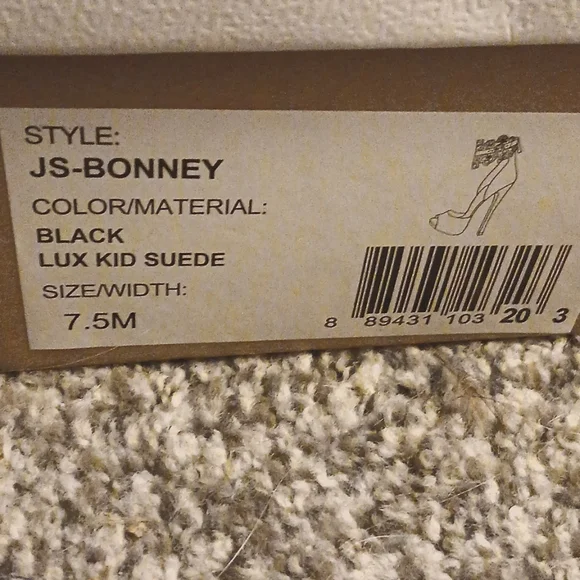 STYLE:
JS-BONNEY
COLOR/MATERIAL:
BLACK
LUX KID SUEDE
SIZE/WIDTH:
7.5M
8 89431 103 20 3